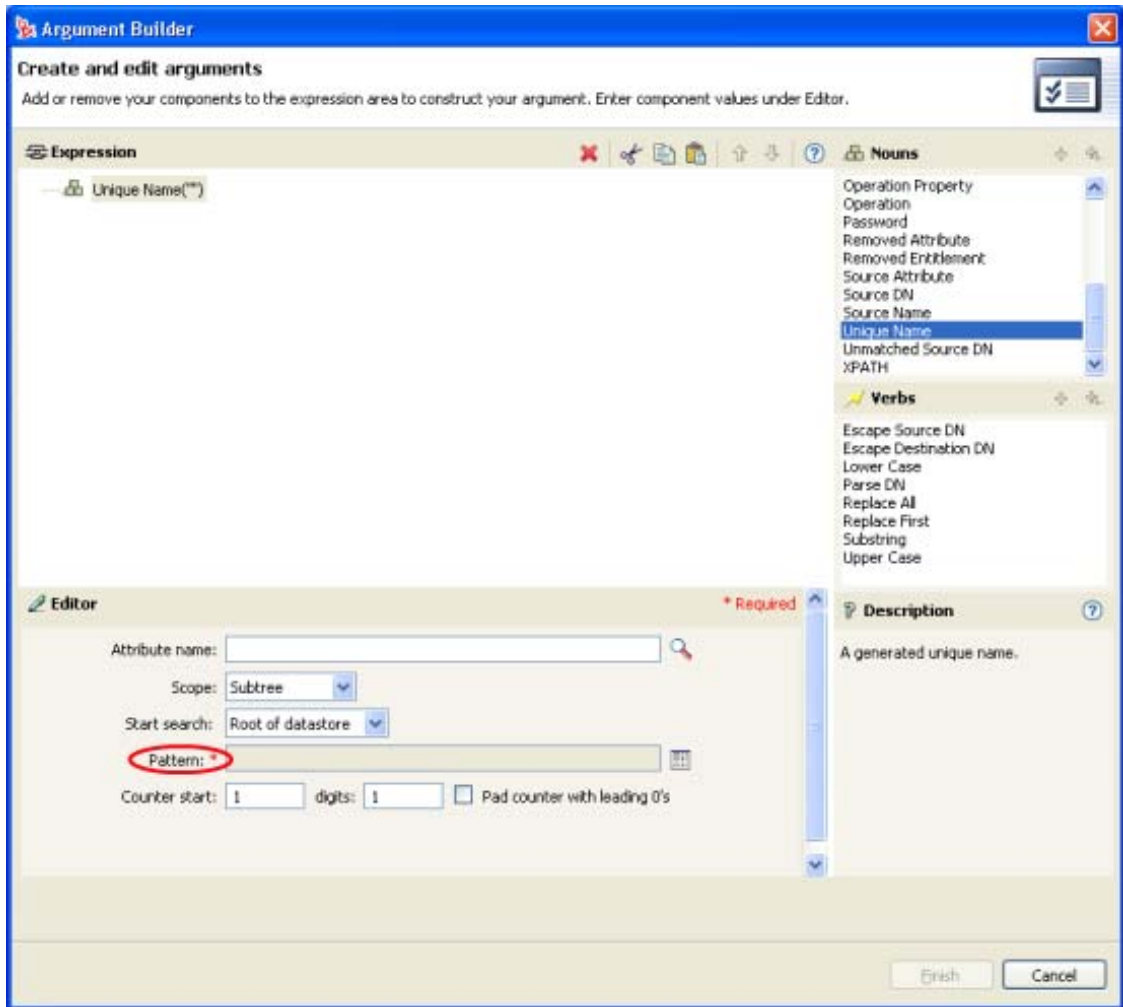 Argument Builder
Create and edit arguments
Add or remove your components to the expression area to construct your argument. Enter component values under Editor.
Expression
Unique Name("")
Nouns
Operation Property
Operation
Password
Removed Attribute
Removed Entitlement
Source Attribute
Source DN
Source Name
Unique Name
Unmatched Source DN
XPATH
Verbs
Escape Source DN
Escape Destination DN
Lower Case
Parse DN
Replace All
Replace First
Substring
Upper Case
Editor * Required
Attribute name:
Scope: Subtree
Start search: Root of datastore
Pattern: *
Counter start: 1 digits: 1 Pad counter with leading 0's
Description
A generated unique name.
Finish Cancel